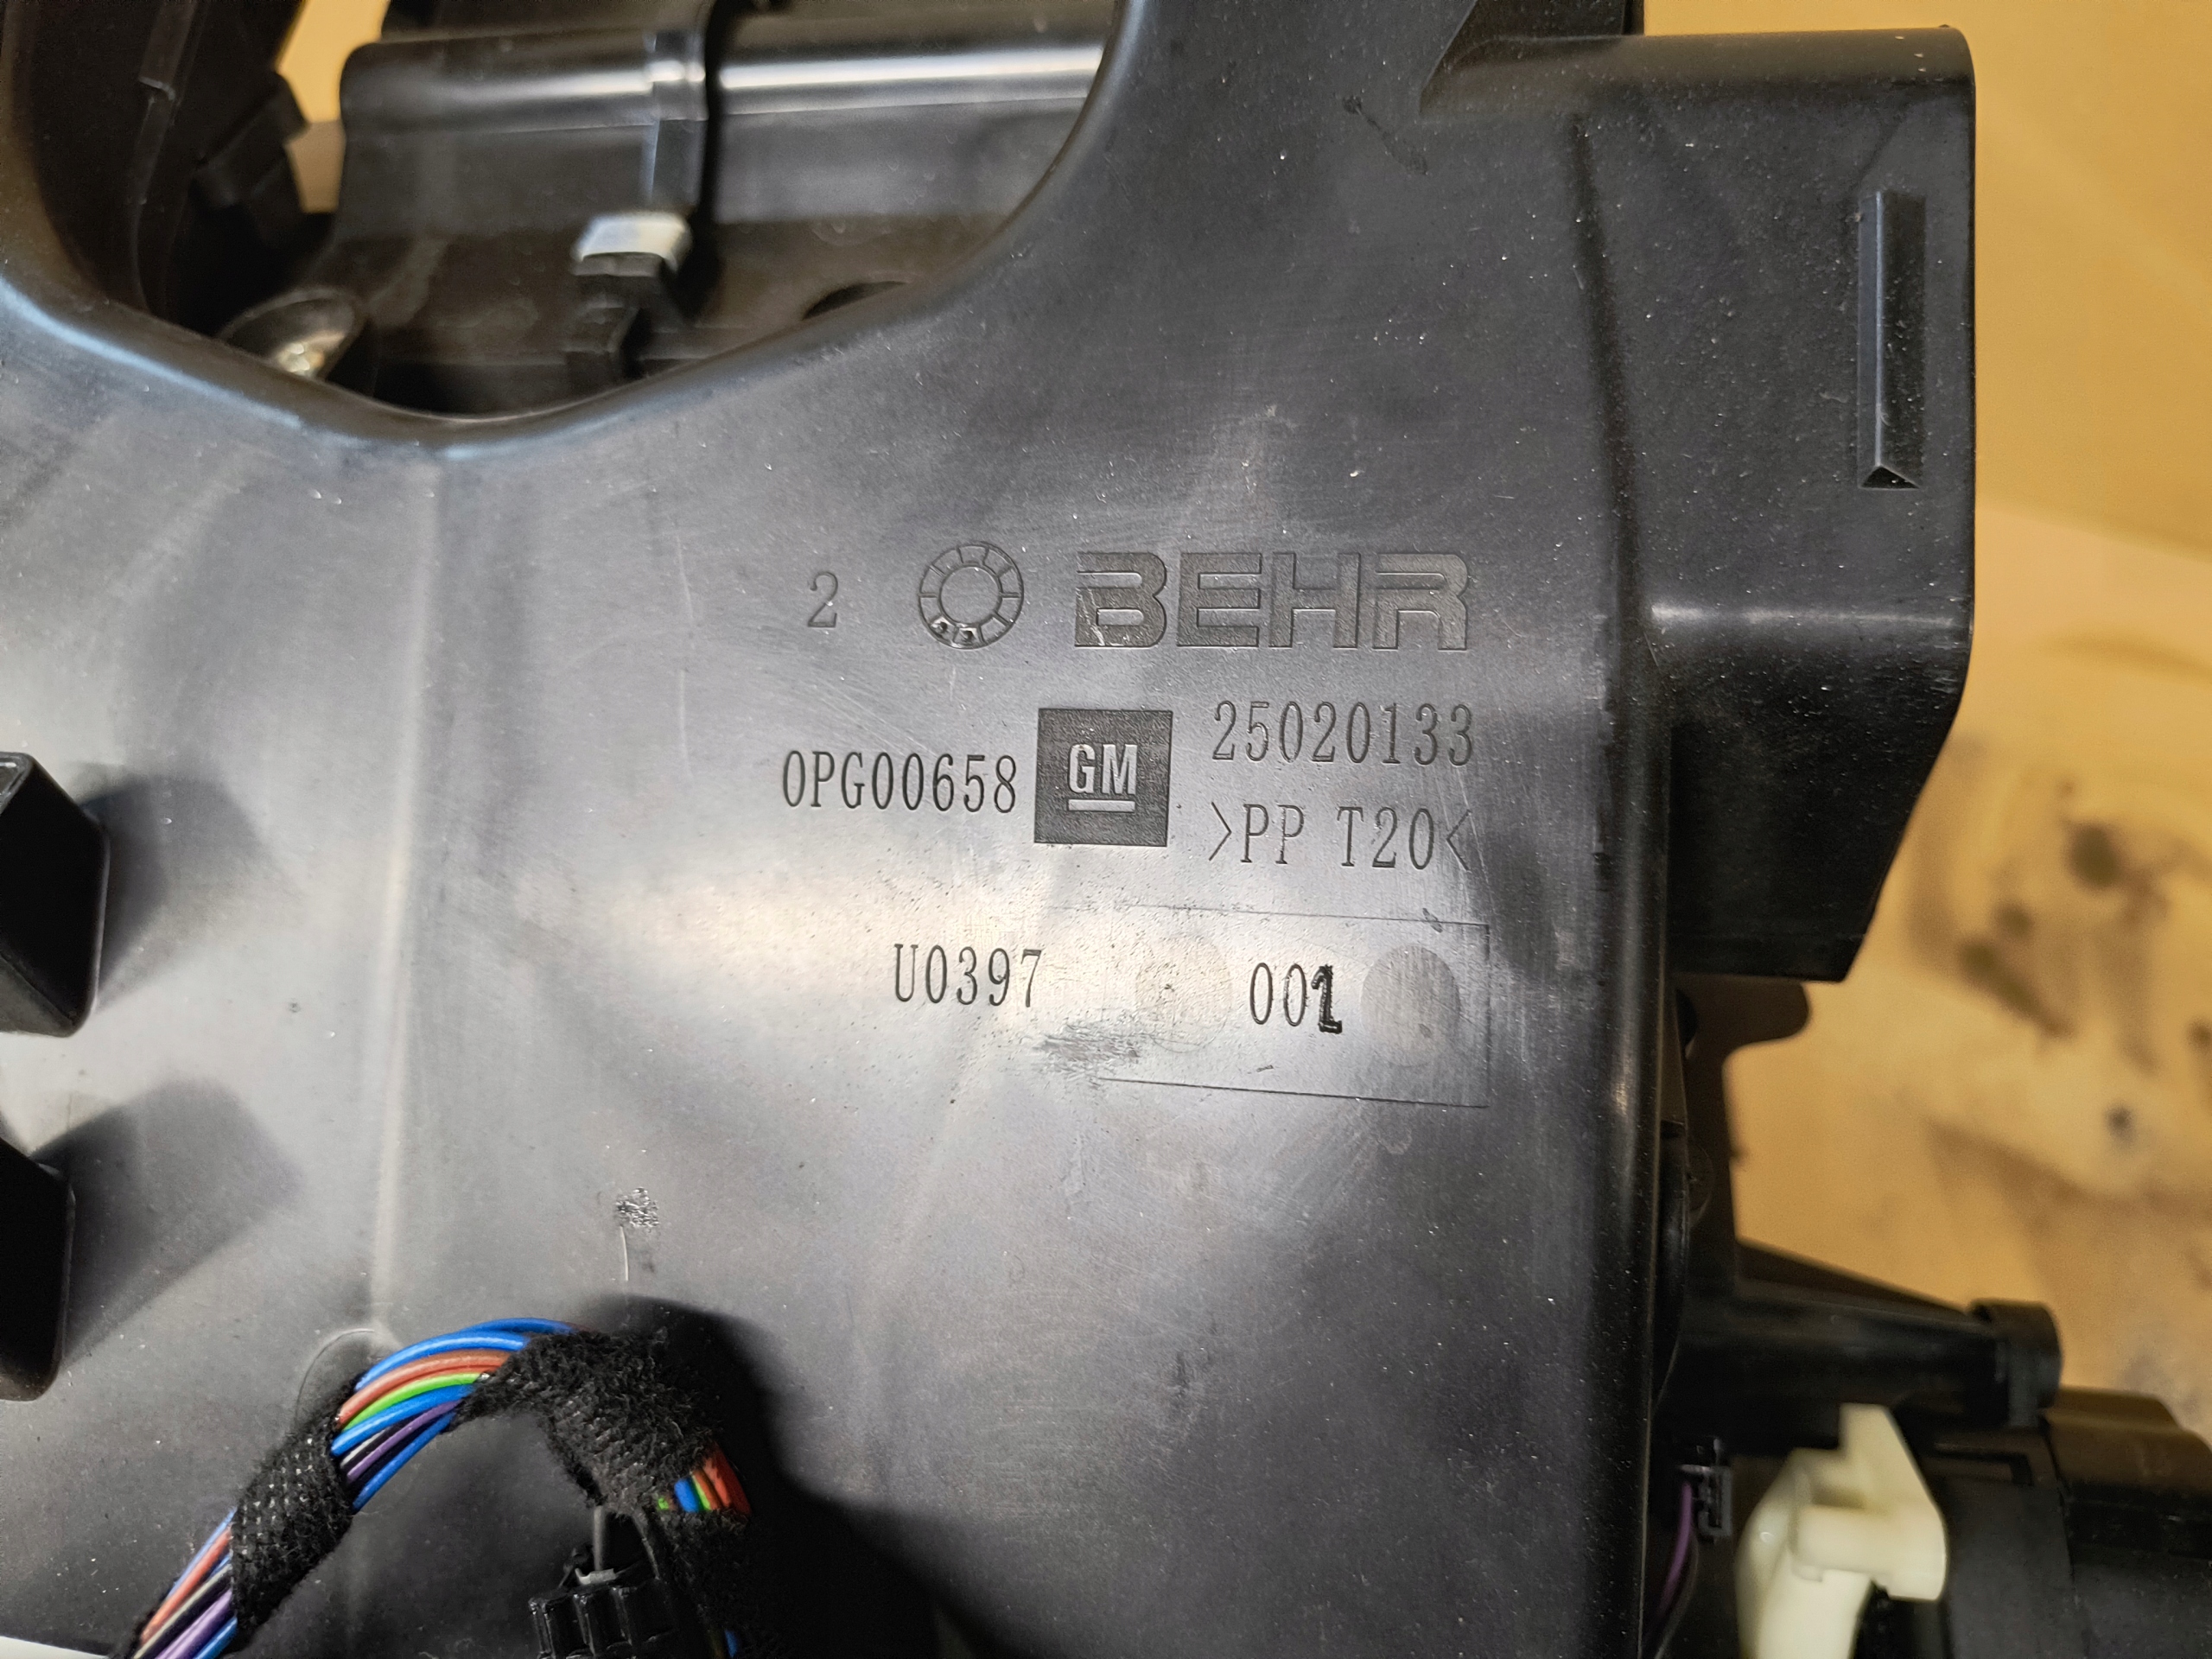 2 BEHR
0PG00658 GM 25020133
>PP T20<
U0397 001